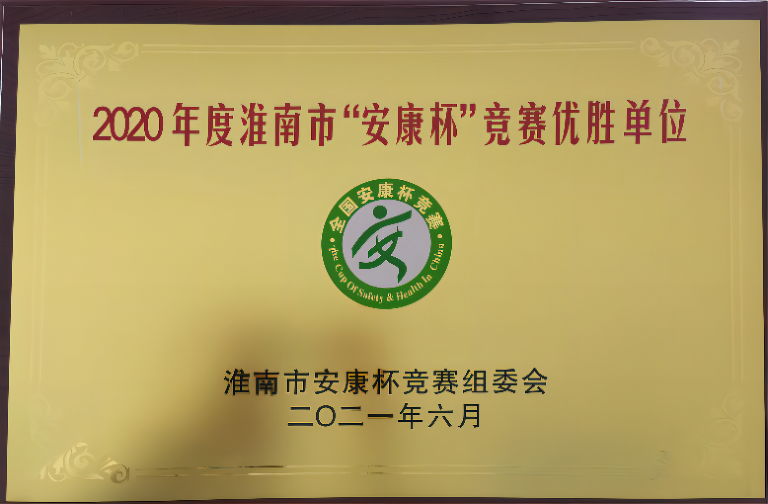 2020年度淮南市“安康杯”竞赛优胜单位
全国安康杯竞赛
The Cup Of Safety & Health In China
淮南市安康杯竞赛组委会
二〇二一年六月